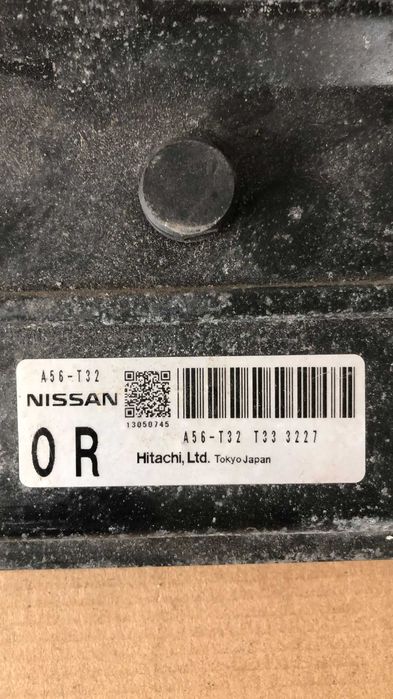 A56-T32
NISSAN
13050745
A56-T32 T33 3227
0R
Hitachi, Ltd. Tokyo Japan